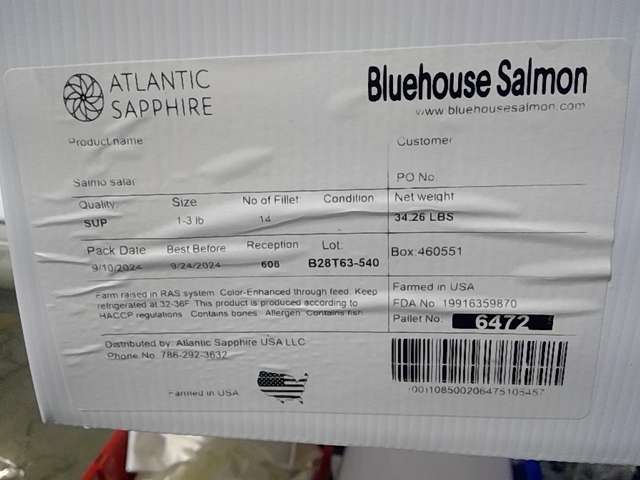 ATLANTIC
SAPPHIRE
Bluehouse Salmon
www.bluehousesalmon.com
Product name
Customer
Salmo salar
PO No.
Quality:
Size
No of Fillet
Condition
Net weight
SUP
1-3 lb
14
34.26 LBS
Pack Date:
Best Before
Reception
Lot:
Box:460551
9/10/2024
9/24/2024
608
B28T63-540
Farm raised in RAS system. Color-Enhanced through feed. Keep
refrigerated at 32-36F. This product is produced according to
HACCP regulations. Contains bones. Allergen: Contains fish
Farmed in USA
FDA No. 19916359870
Pallet No: 6472
Distributed by: Atlantic Sapphire USA LLC
Phone No. 786-292-3632
Farmed in USA
(00)108500206475105457